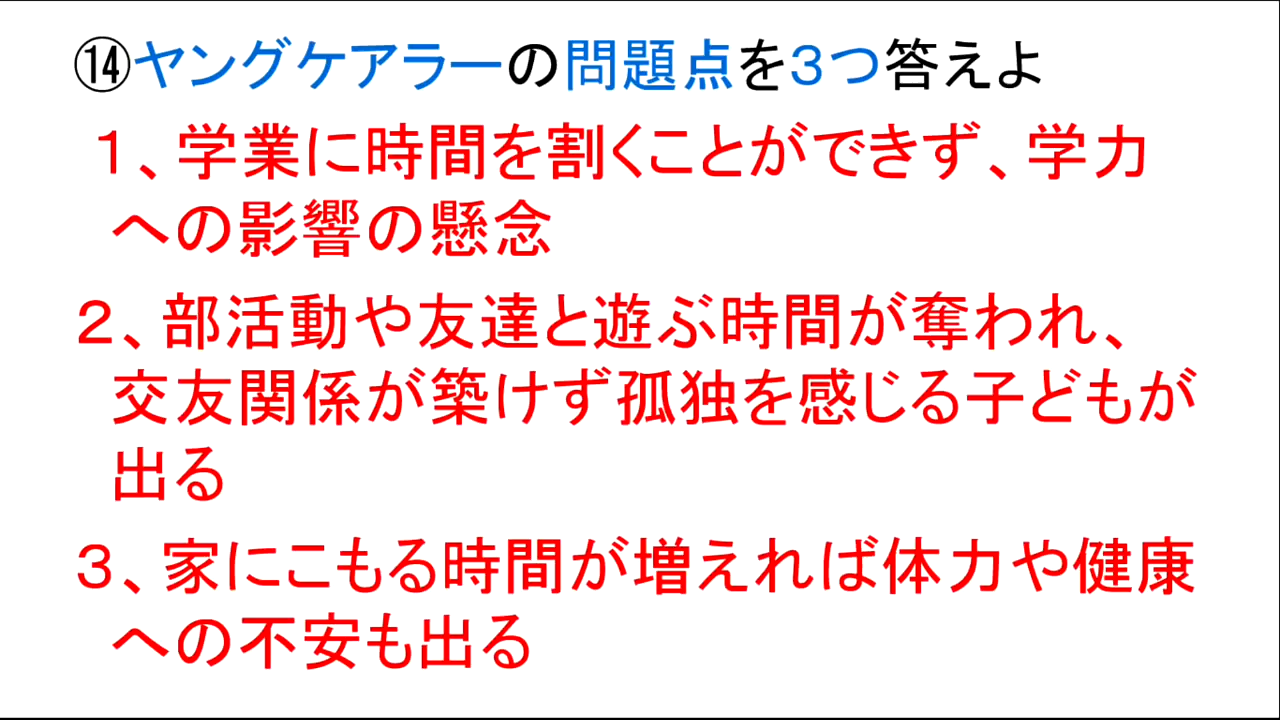 ⑭ヤングケアラーの問題点を３つ答えよ
１、学業に時間を割くことができず、学力
への影響の懸念
２、部活動や友達と遊ぶ時間が奪われ、
交友関係が築けず孤独を感じる子どもが
出る
３、家にこもる時間が増えれば体力や健康
への不安も出る